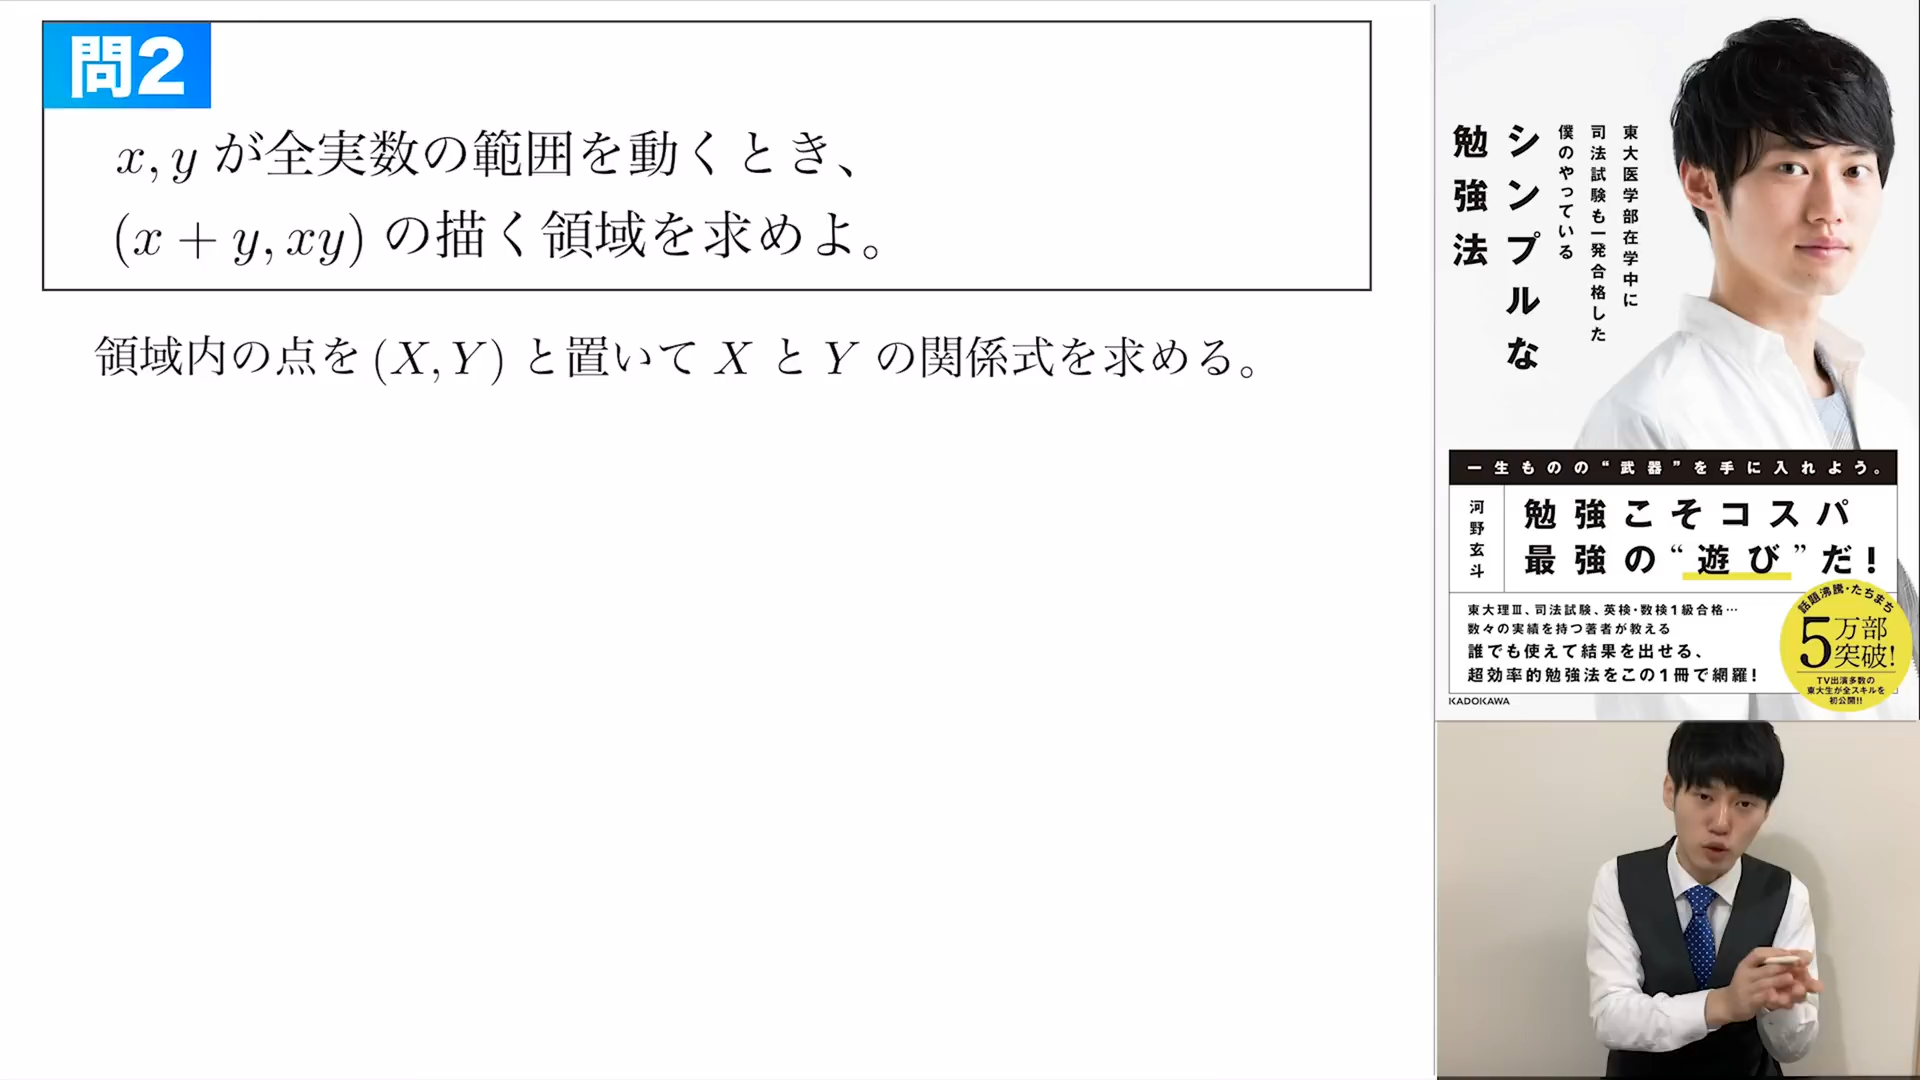 問2
x, y が全実数の範囲を動くとき、
(x + y, xy) の描く領域を求めよ。
領域内の点を (X, Y) と置いて X と Y の関係式を求める。
東大医学部在学中に
司法試験も一発合格した
僕のやっている
シンプルな
勉強法
一生ものの“武器”を手に入れよう。
河野玄斗
勉強こそコスパ
最強の“遊び”だ!
東大理Ⅲ、司法試験、英検・数検1級合格…
数々の実績を持つ著者が教える
誰でも使えて結果を出せる、
超効率的勉強法をこの1冊で網羅!
話題沸騰・たちまち
5万部
突破!
TV出演多数の
東大生が全スキルを
初公開!!
KADOKAWA